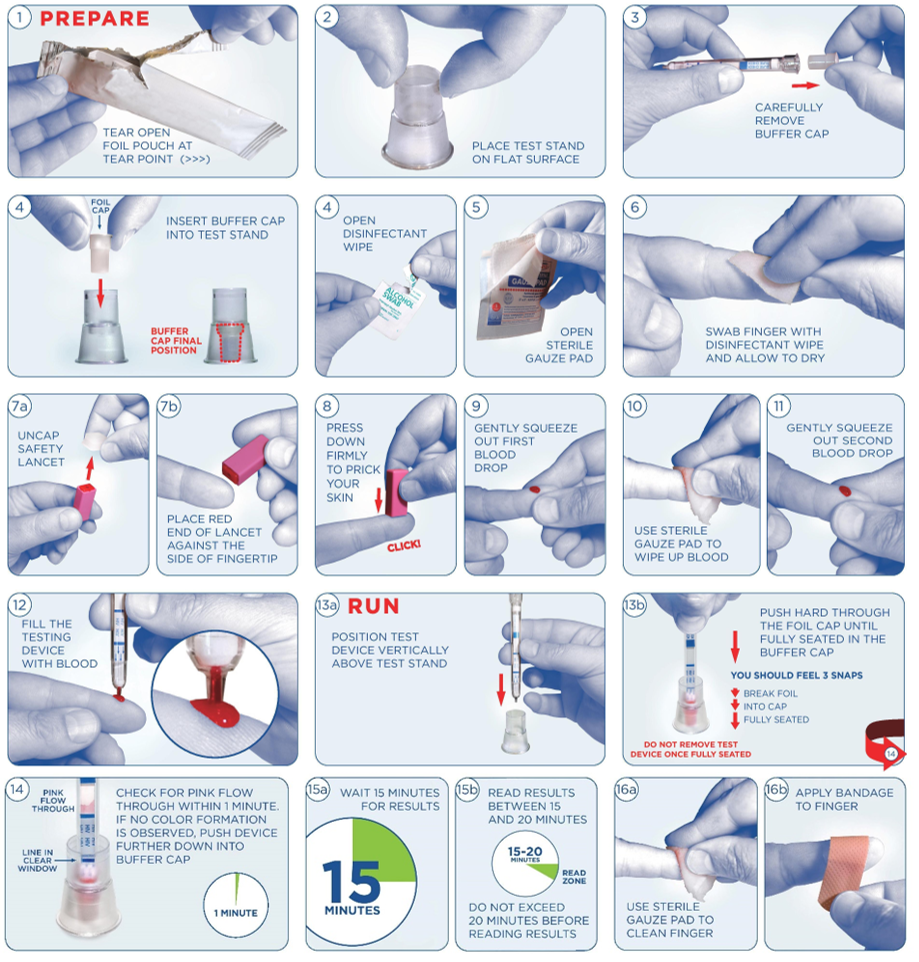 1
PREPARE
TEAR OPEN
FOIL POUCH AT
TEAR POINT (>>>)
2
PLACE TEST STAND
ON FLAT SURFACE
3
CAREFULLY
REMOVE
BUFFER CAP
4
FOIL
CAP
INSERT BUFFER CAP
INTO TEST STAND
BUFFER
CAP FINAL
POSITION
4
OPEN
DISINFECTANT
WIPE
ALCOHOL
SWAB
5
GAUZE PAD
OPEN
STERILE
GAUZE PAD
6
SWAB FINGER WITH
DISINFECTANT WIPE
AND ALLOW TO DRY
7a
UNCAP
SAFETY
LANCET
7b
PLACE RED
END OF LANCET
AGAINST THE
SIDE OF FINGERTIP
8
PRESS
DOWN
FIRMLY
TO PRICK
YOUR
SKIN
CLICK!
9
GENTLY SQUEEZE
OUT FIRST
BLOOD
DROP
10
USE STERILE
GAUZE PAD TO
WIPE UP BLOOD
11
GENTLY SQUEEZE
OUT SECOND
BLOOD DROP
12
FILL THE
TESTING
DEVICE
WITH BLOOD
13a
RUN
POSITION TEST
DEVICE VERTICALLY
ABOVE TEST STAND
13b
PUSH HARD THROUGH
THE FOIL CAP UNTIL
FULLY SEATED IN THE
BUFFER CAP
YOU SHOULD FEEL 3 SNAPS
BREAK FOIL
INTO CAP
FULLY SEATED
DO NOT REMOVE TEST
DEVICE ONCE FULLY SEATED
14
14
PINK
FLOW
THROUGH
LINE IN
CLEAR
WINDOW
CHECK FOR PINK FLOW
THROUGH WITHIN 1 MINUTE.
IF NO COLOR FORMATION
IS OBSERVED, PUSH DEVICE
FURTHER DOWN INTO
BUFFER CAP
1 MINUTE
15a
WAIT 15 MINUTES
FOR RESULTS
15
MINUTES
15b
READ RESULTS
BETWEEN 15
AND 20 MINUTES
15-20
MINUTES
READ
ZONE
DO NOT EXCEED
20 MINUTES BEFORE
READING RESULTS
16a
USE STERILE
GAUZE PAD TO
CLEAN FINGER
16b
APPLY BANDAGE
TO FINGER